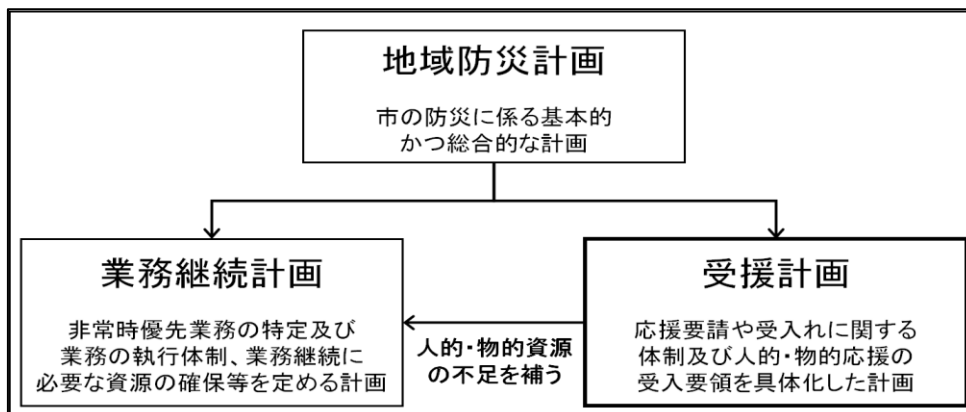 地域防災計画
市の防災に係る基本的
かつ総合的な計画
業務継続計画
非常時優先業務の特定及び
業務の執行体制、業務継続に
必要な資源の確保等を定める計画
人的・物的資源
の不足を補う
受援計画
応援要請や受入れに関する
体制及び人的・物的応援の
受入要領を具体化した計画